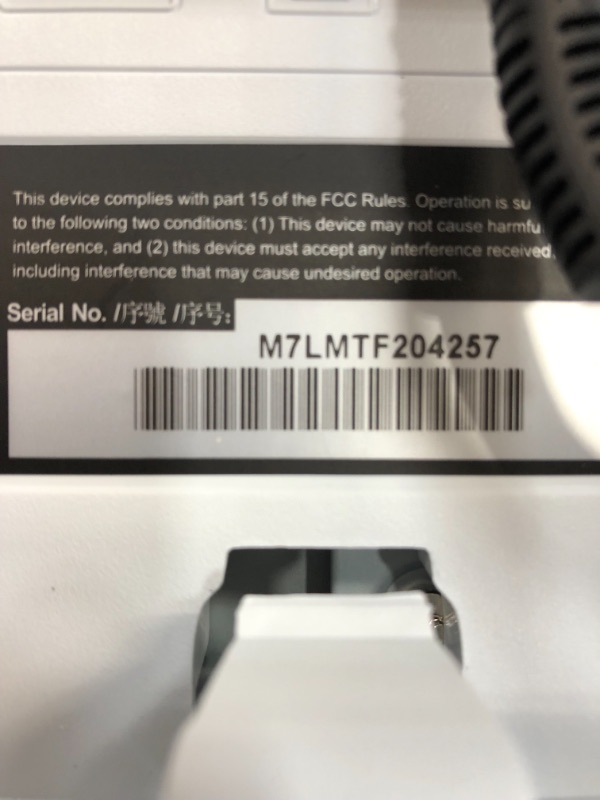 This device complies with part 15 of the FCC Rules. Operation is su
to the following two conditions: (1) This device may not cause harmfu
interference, and (2) this device must accept any interference received,
including interference that may cause undesired operation.
Serial No. /序號 /序号:
M7LMTF204257